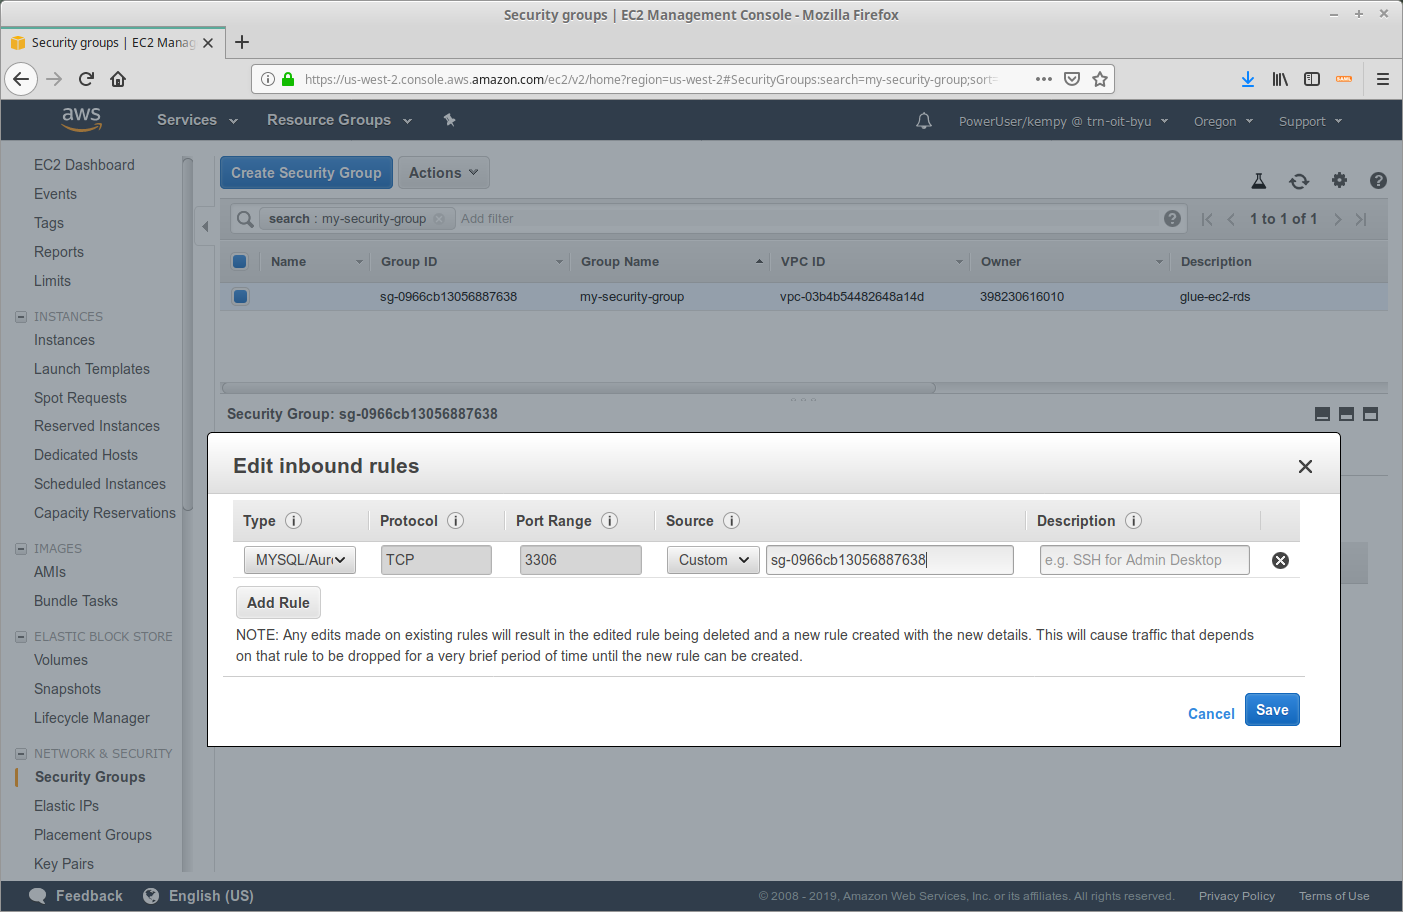 Security groups | EC2 Management Console - Mozilla Firefox
Security groups | EC2 Manag
https://us-west-2.console.aws.amazon.com/ec2/v2/home?region=us-west-2#SecurityGroups:search=my-security-group;sort=
aws Services Resource Groups PowerUser/kempy @ trn-oit-byu Oregon Support
EC2 Dashboard
Events
Tags
Reports
Limits
INSTANCES
Instances
Launch Templates
Spot Requests
Reserved Instances
Dedicated Hosts
Scheduled Instances
Capacity Reservations
IMAGES
AMIs
Bundle Tasks
ELASTIC BLOCK STORE
Volumes
Snapshots
Lifecycle Manager
NETWORK & SECURITY
Security Groups
Elastic IPs
Placement Groups
Key Pairs
Create Security Group Actions
search : my-security-group Add filter 1 to 1 of 1
Name Group ID Group Name VPC ID Owner Description
sg-0966cb13056887638 my-security-group vpc-03b4b54482648a14d 398230616010 glue-ec2-rds
Security Group: sg-0966cb13056887638
Edit inbound rules
Type Protocol Port Range Source Description
MYSQL/Aur TCP 3306 Custom sg-0966cb13056887638 e.g. SSH for Admin Desktop
Add Rule
NOTE: Any edits made on existing rules will result in the edited rule being deleted and a new rule created with the new details. This will cause traffic that depends
on that rule to be dropped for a very brief period of time until the new rule can be created.
Cancel Save
Feedback English (US) © 2008 - 2019, Amazon Web Services, Inc. or its affiliates. All rights reserved. Privacy Policy Terms of Use